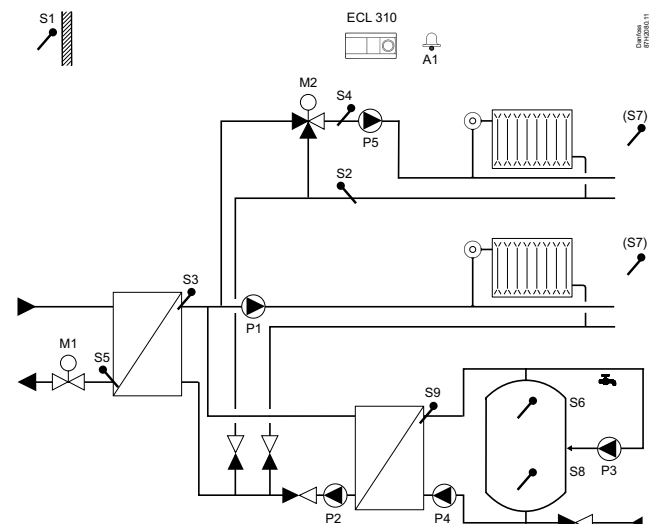 S1
ECL 310
A1
Danfoss
87H2080.11
M2
S4
P5
(S7)
S2
(S7)
S3
P1
M1
S5
S9
S6
S8
P3
P2
P4